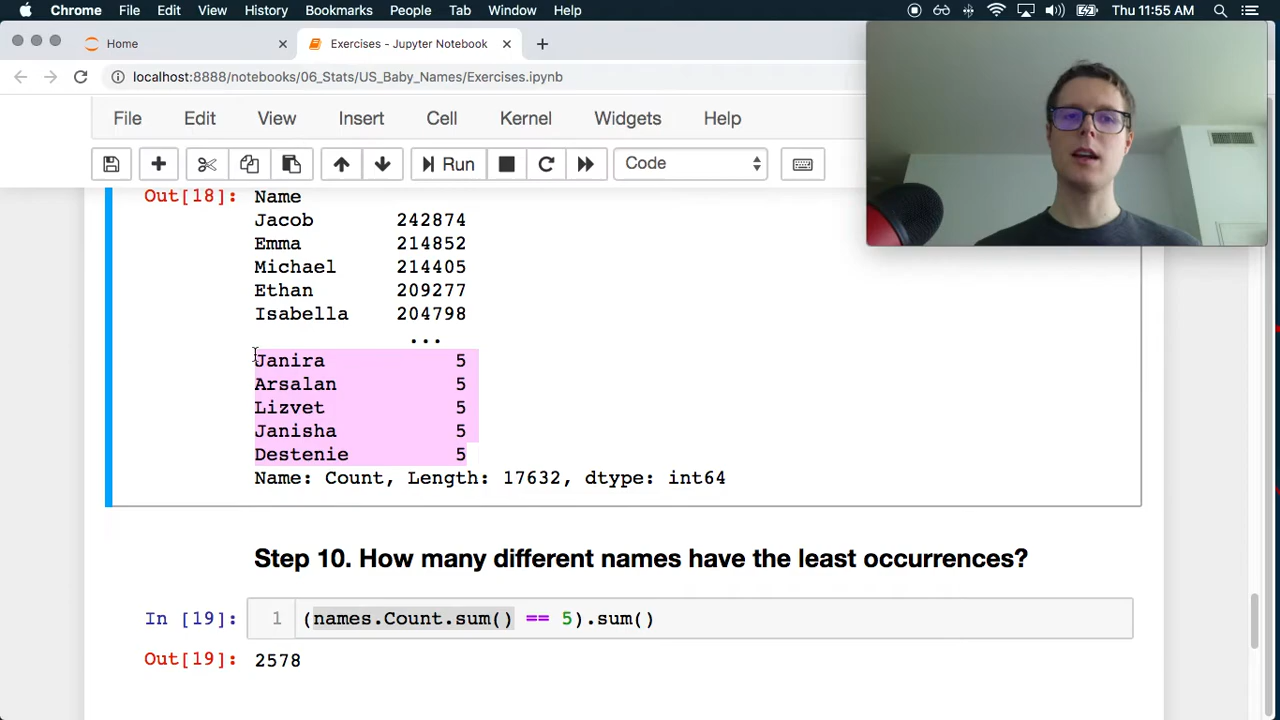 Chrome File Edit View History Bookmarks People Tab Window Help Thu 11:55 AM
Home Exercises - Jupyter Notebook
localhost:8888/notebooks/06_Stats/US_Baby_Names/Exercises.ipynb
File Edit View Insert Cell Kernel Widgets Help
Run Code
Out[18]: Name
Jacob 242874
Emma 214852
Michael 214405
Ethan 209277
Isabella 204798
...
Janira 5
Arsalan 5
Lizvet 5
Janisha 5
Destenie 5
Name: Count, Length: 17632, dtype: int64
Step 10. How many different names have the least occurrences?
In [19]: 1 (names.Count.sum() == 5).sum()
Out[19]: 2578